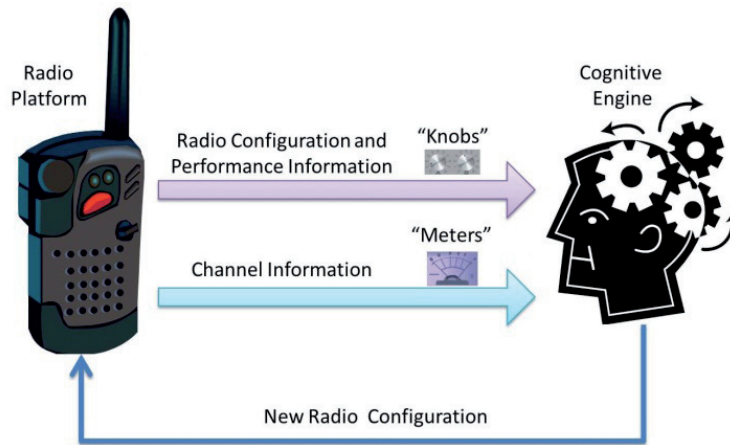 Radio
Platform
Cognitive
Engine
Radio Configuration and
Performance Information
“Knobs”
“Meters”
Channel Information
New Radio Configuration